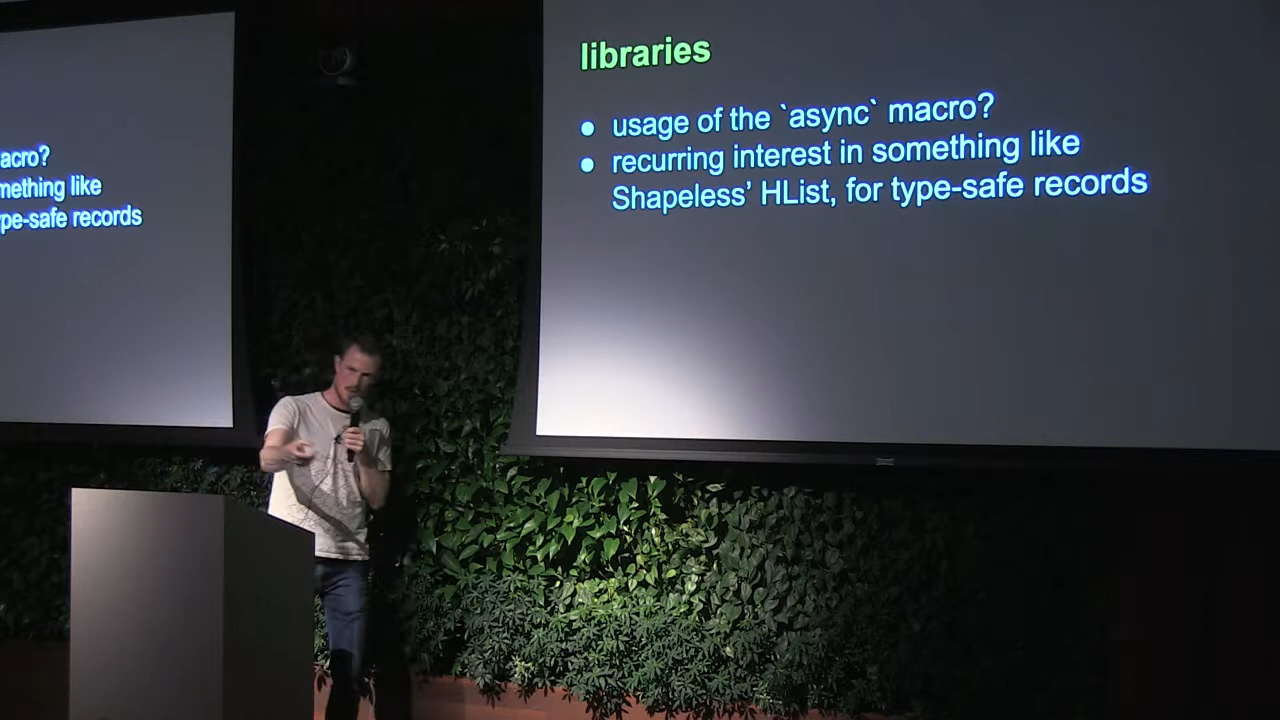 libraries
● usage of the `async` macro?
● recurring interest in something like
Shapeless’ HList, for type-safe records
acro?
mething like
pe-safe records